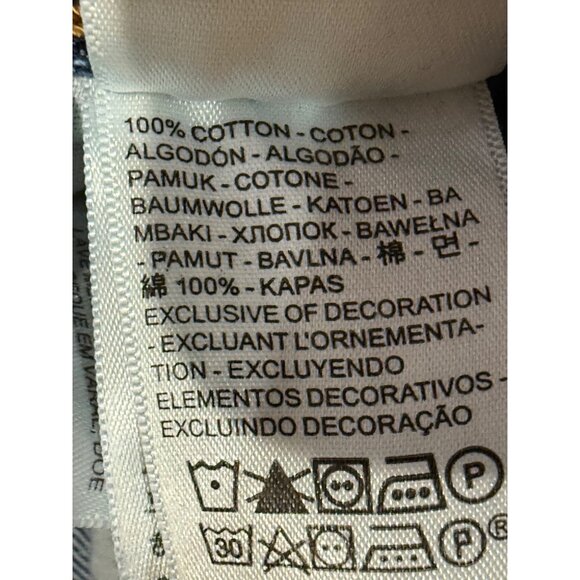 100% COTTON - COTON -
ALGODÓN - ALGODÃO -
PAMUK - COTONE -
BAUMWOLLE - KATOEN - BA
MBAKI - ХЛОПОК - BAWEŁNA
- PAMUT - BAVLNA - 棉 - 면 -
綿 100% - KAPAS
EXCLUSIVE OF DECORATION
- EXCLUANT L'ORNEMENTA-
TION - EXCLUYENDO
ELEMENTOS DECORATIVOS -
EXCLUINDO DECORAÇÃO
P
30 P ®